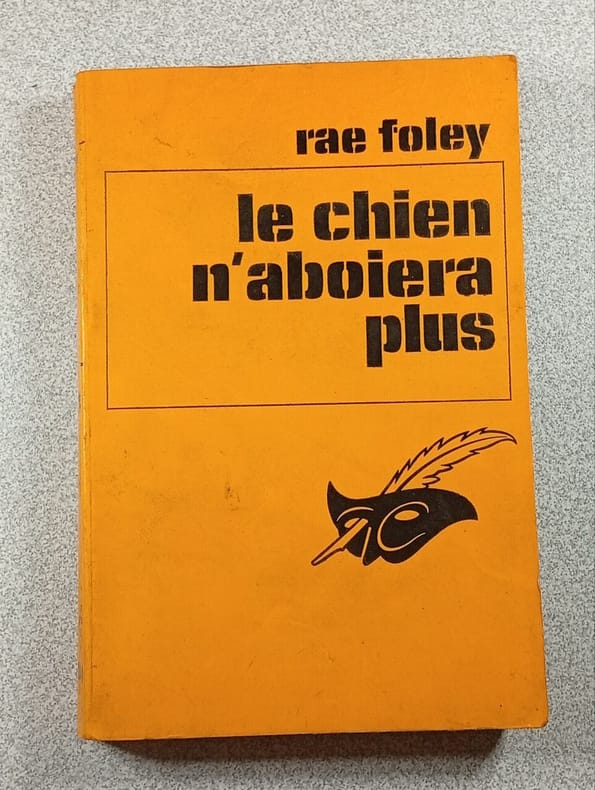 rae foley
le chien
n'aboiera
plus